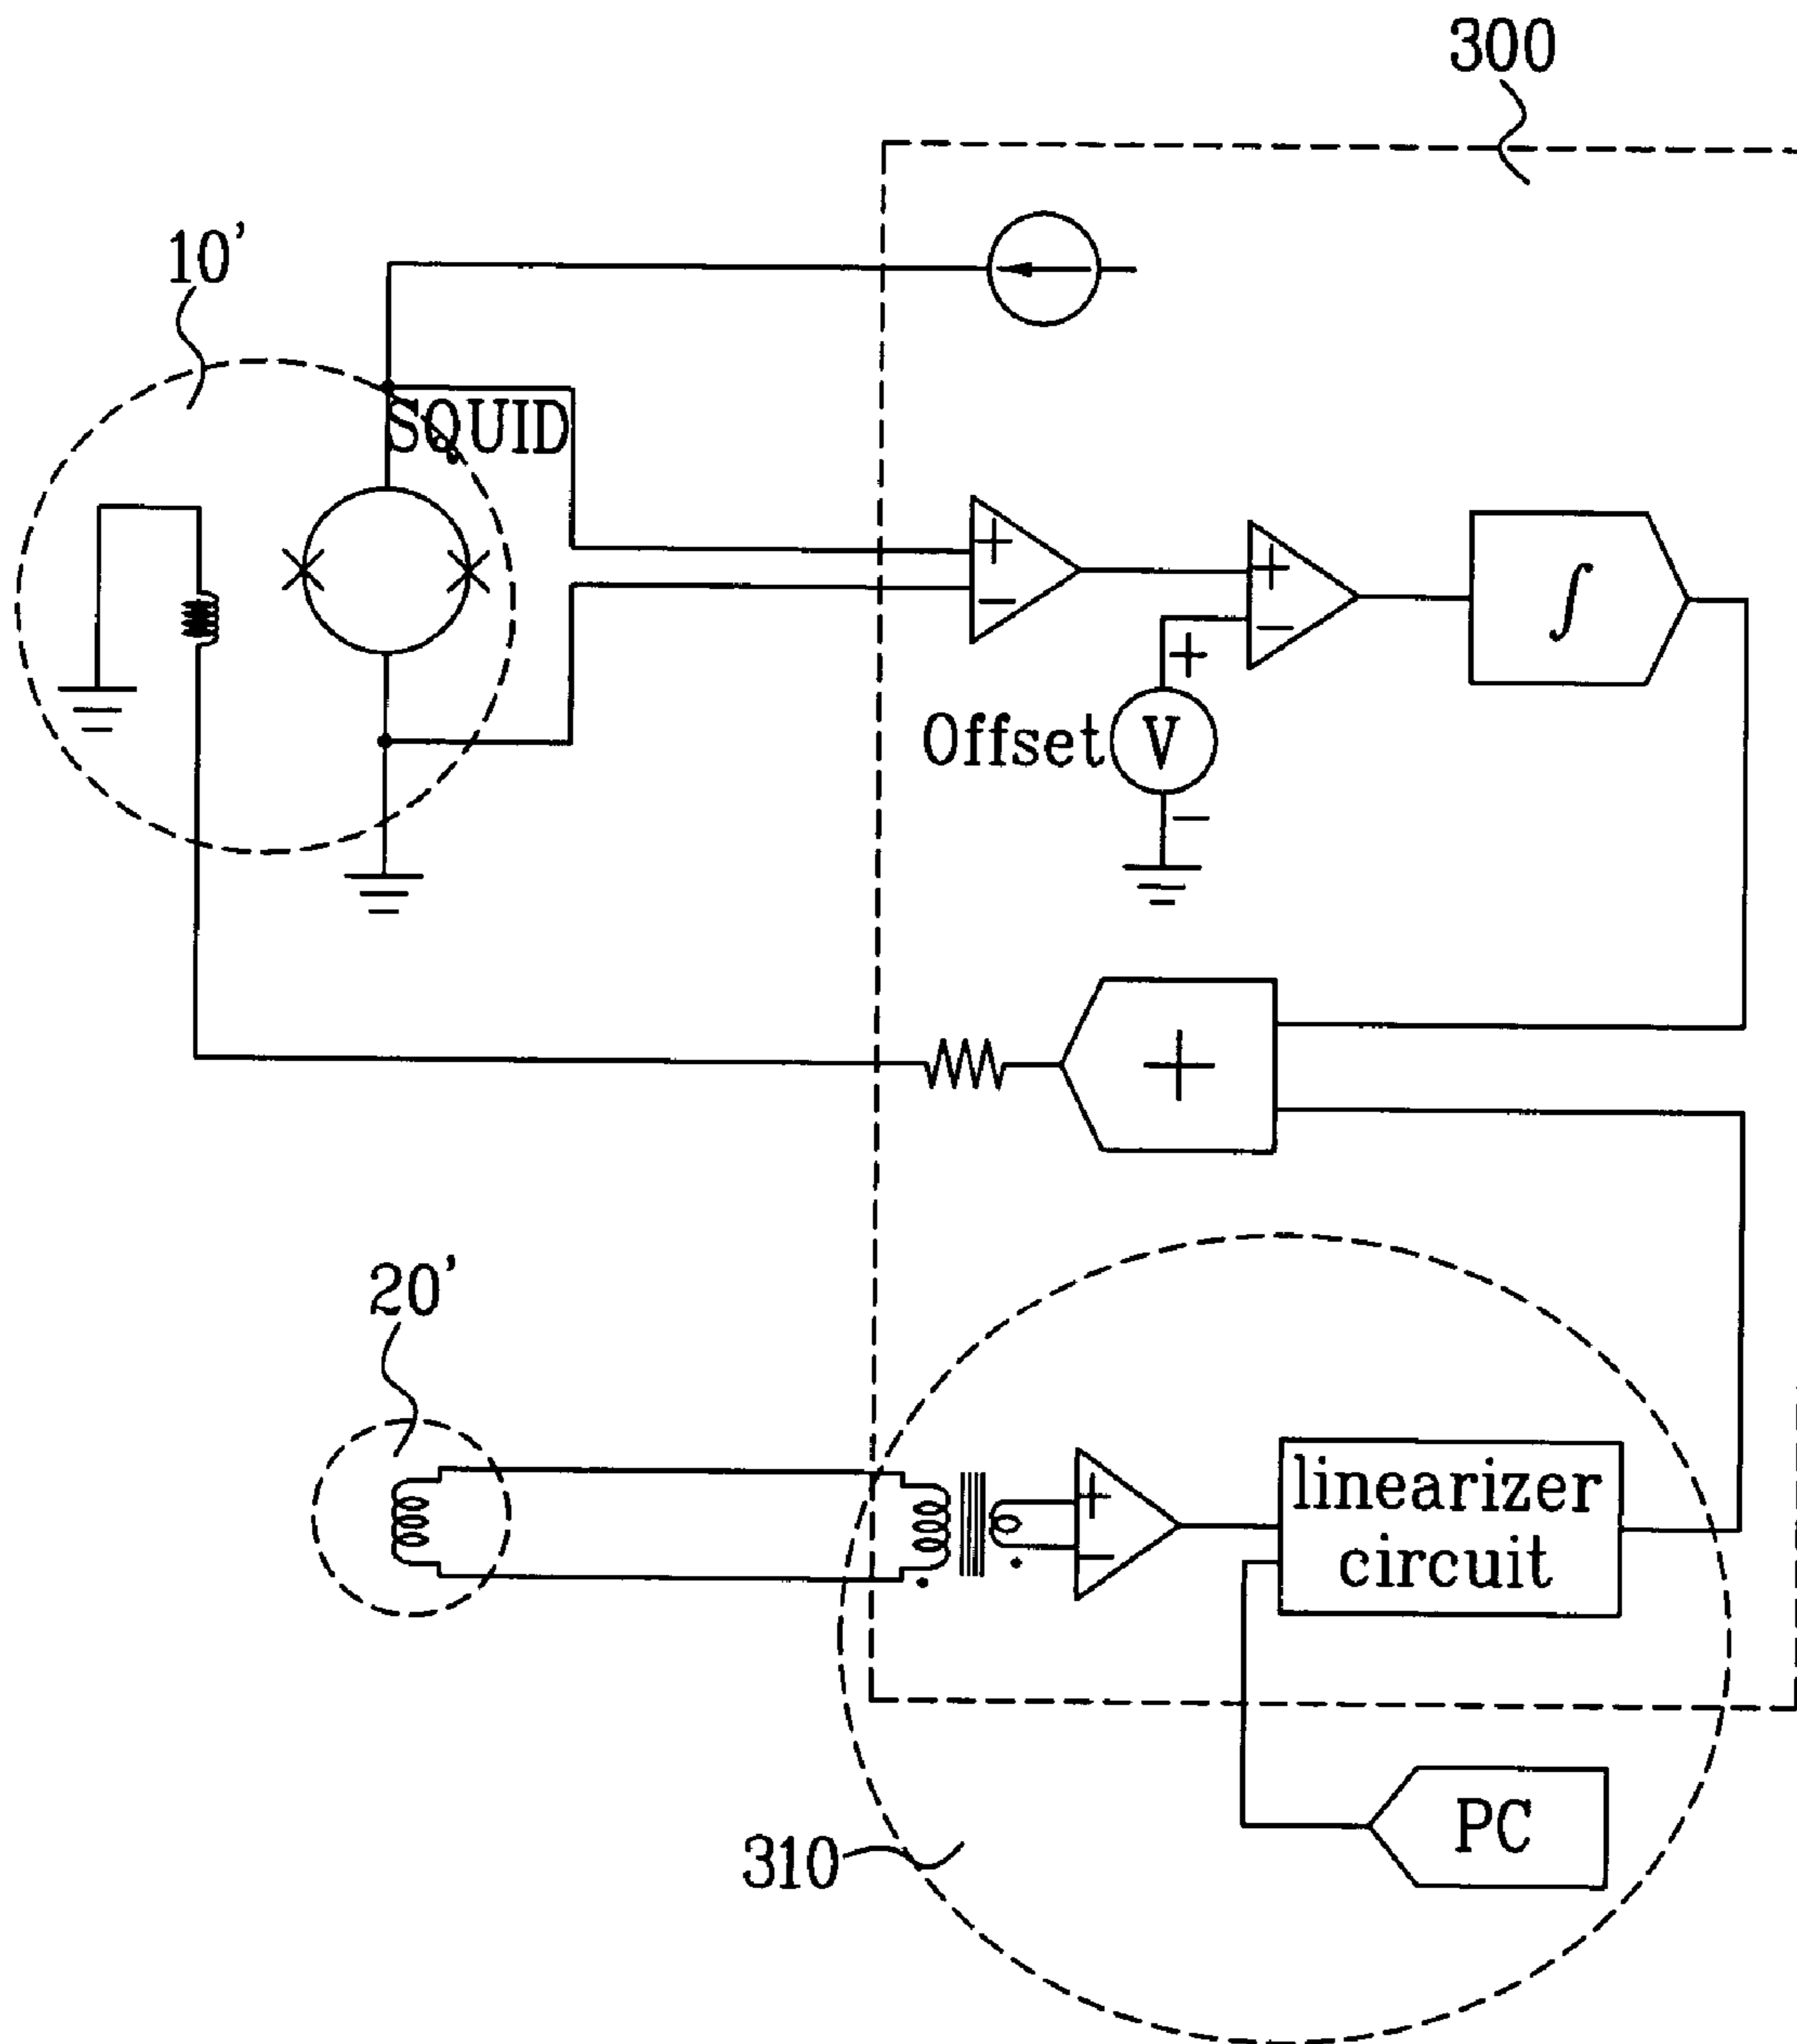 300
10'
SQUID
+
−
+
−
∫
+
Offset V
−
+
20'
+
−
linearizer
circuit
310
PC